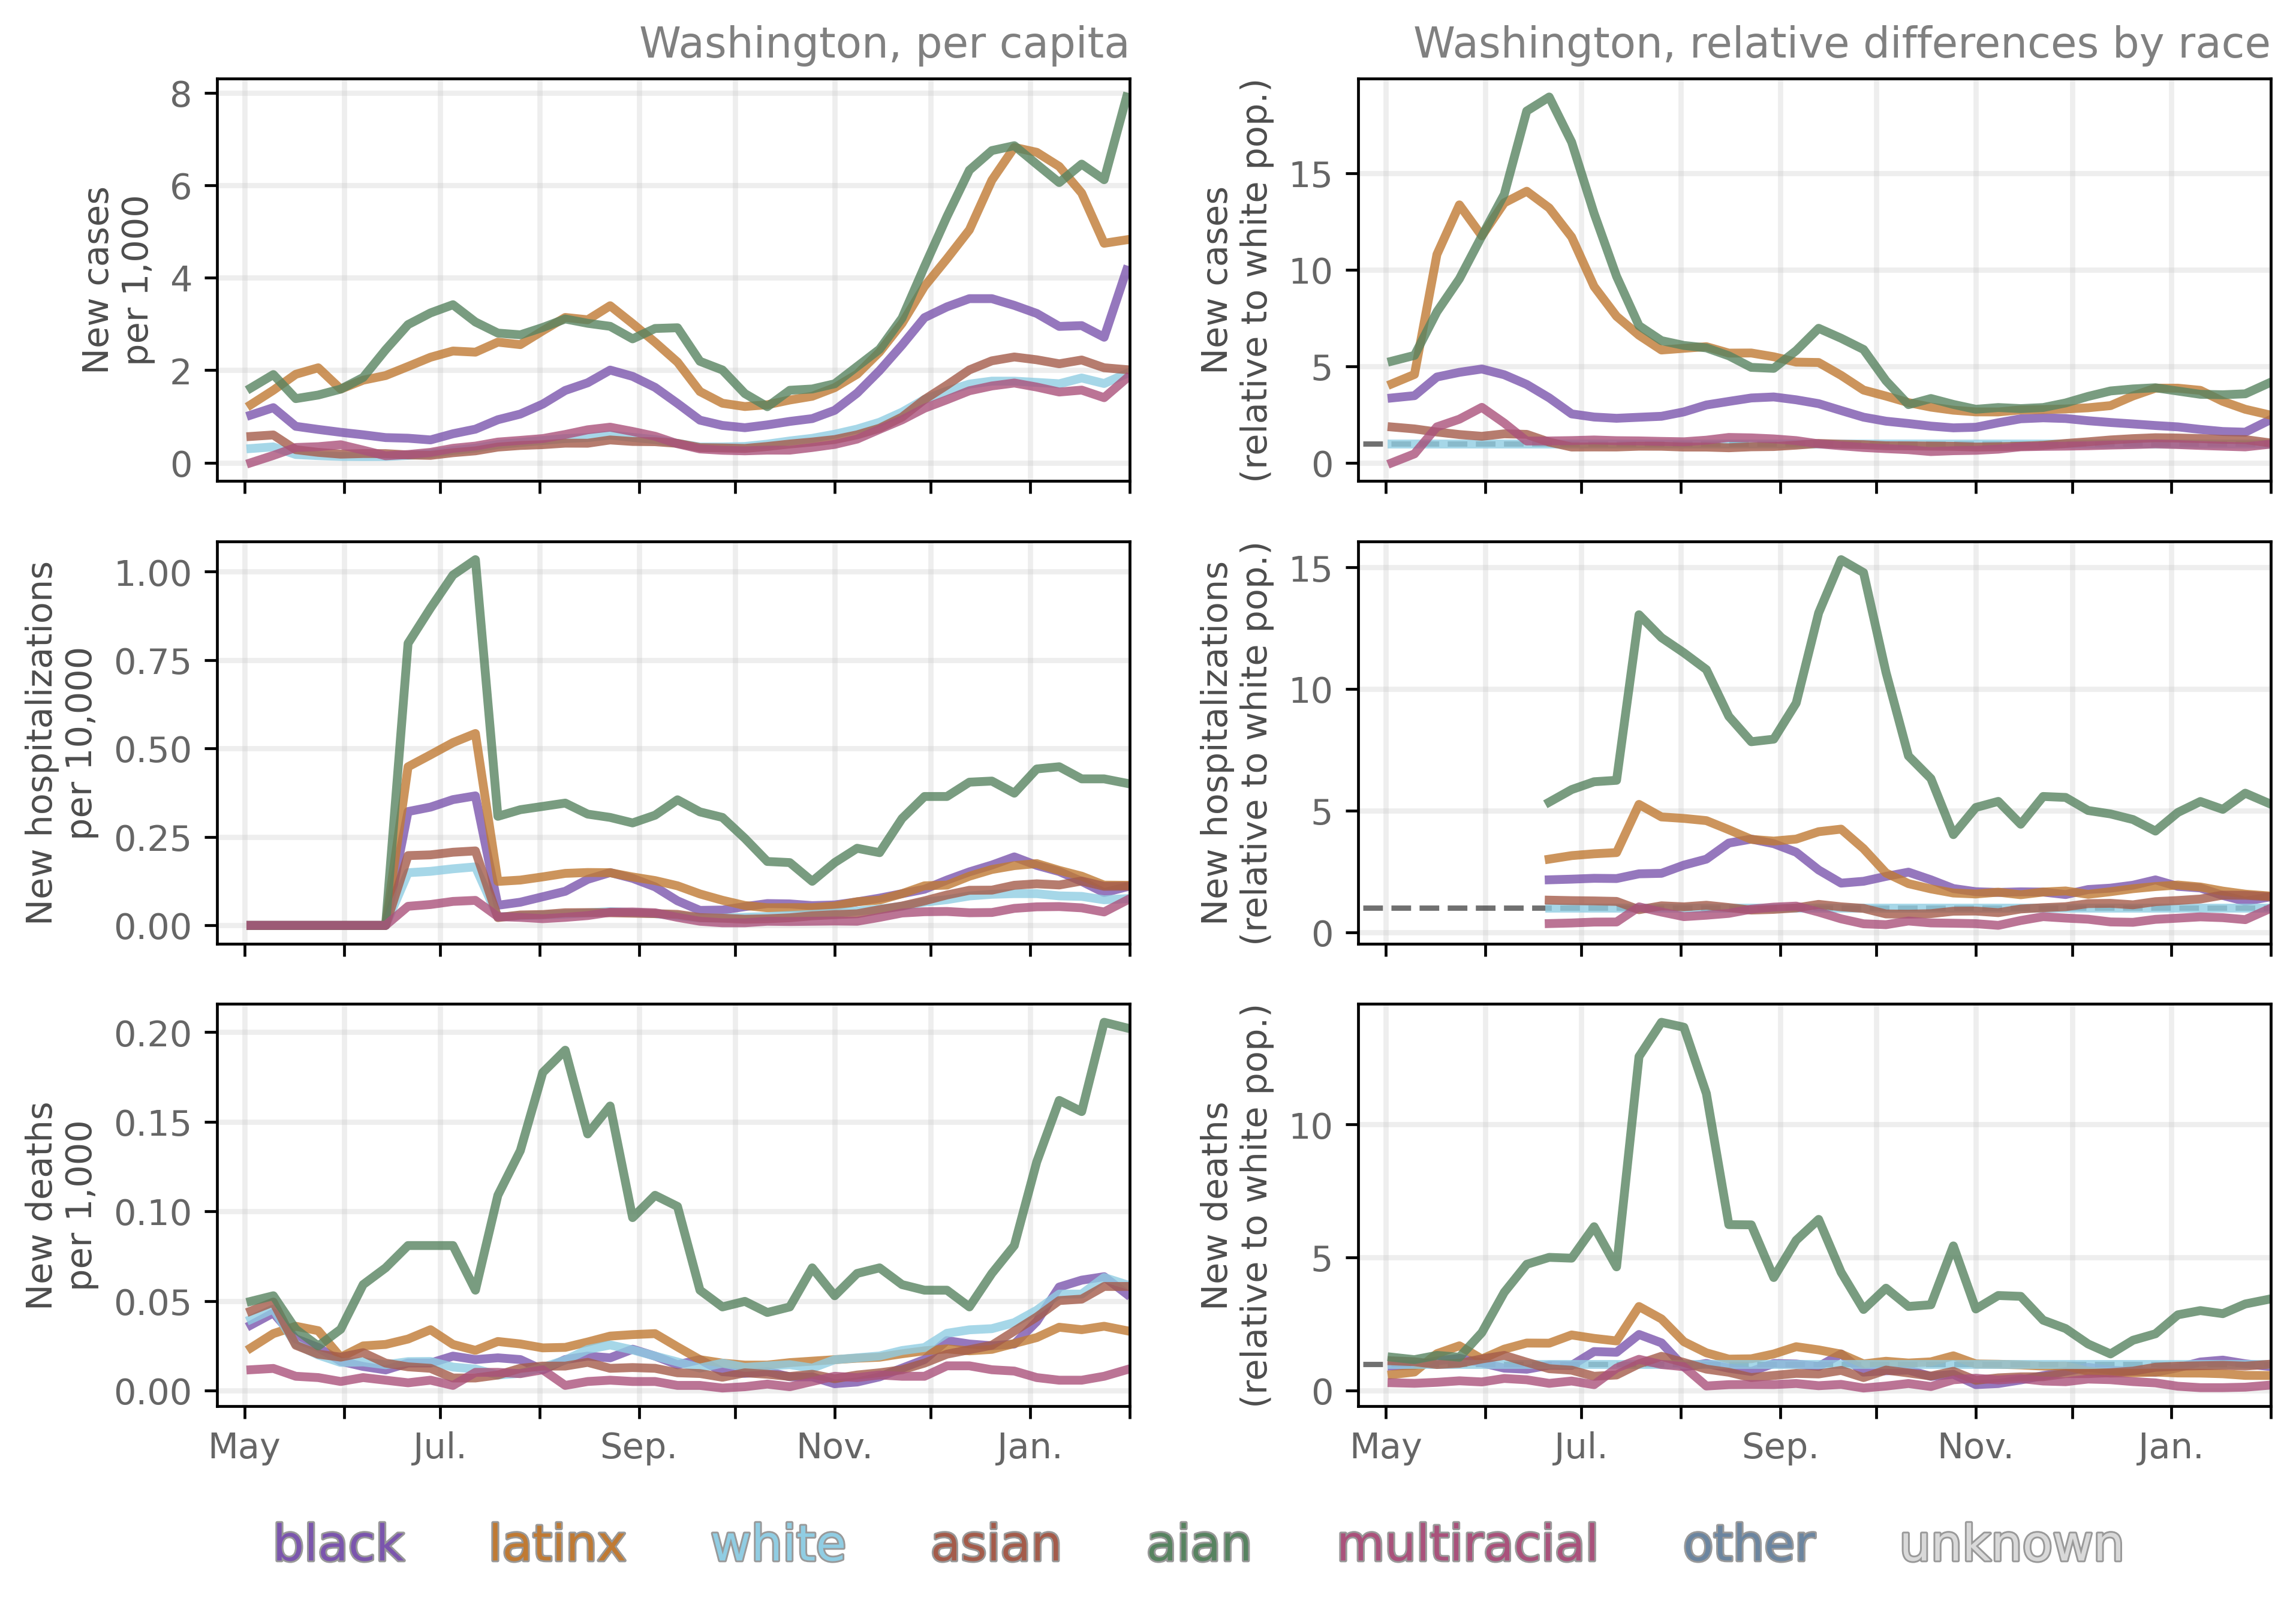 Washington, per capita
Washington, relative differences by race
New cases
per 1,000
8
6
4
2
0
New cases
(relative to white pop.)
15
10
5
0
New hospitalizations
per 10,000
1.00
0.75
0.50
0.25
0.00
New hospitalizations
(relative to white pop.)
15
10
5
0
New deaths
per 1,000
0.20
0.15
0.10
0.05
0.00
New deaths
(relative to white pop.)
10
5
0
May Jul. Sep. Nov. Jan.
May Jul. Sep. Nov. Jan.
black latinx white asian aian multiracial other unknown